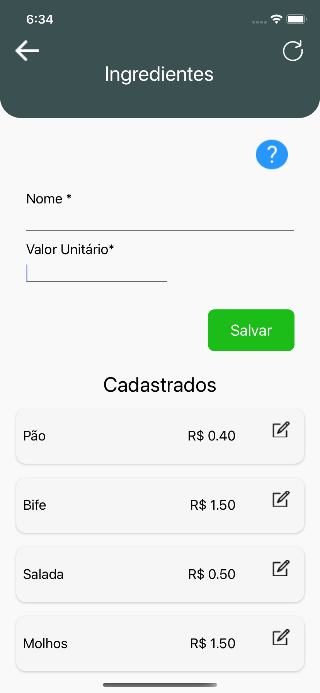 6:34
Ingredientes
?
Nome *
Valor Unitário*
Salvar
Cadastrados
Pão R$ 0.40
Bife R$ 1.50
Salada R$ 0.50
Molhos R$ 1.50